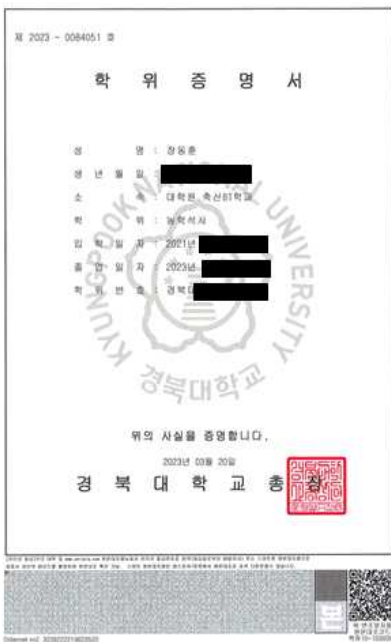 제 2023 - 0084051 호
학 위 증 명 서
성 명 : 장동훈
생 년 월 일 :
소 속 : 대학원 축산BT학과
학 위 : 농학석사
입 학 일 자 : 2021년
졸 업 일 자 : 2023년
학 위 번 호 : 경북대
KYUNGPOOK NATIONAL UNIVERSITY
경북대학교
위의 사실을 증명합니다.
2023년 03월 20일
경 북 대 학 교 총 장